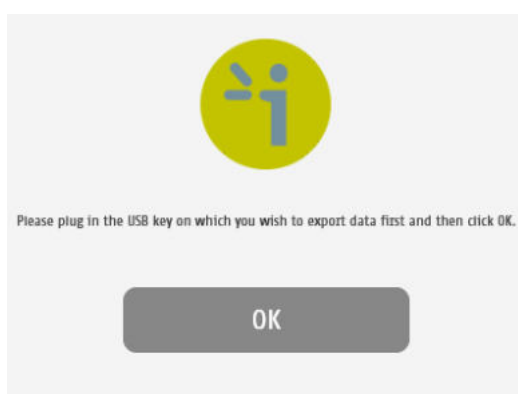 Please plug in the USB key on which you wish to export data first and then click OK.
OK